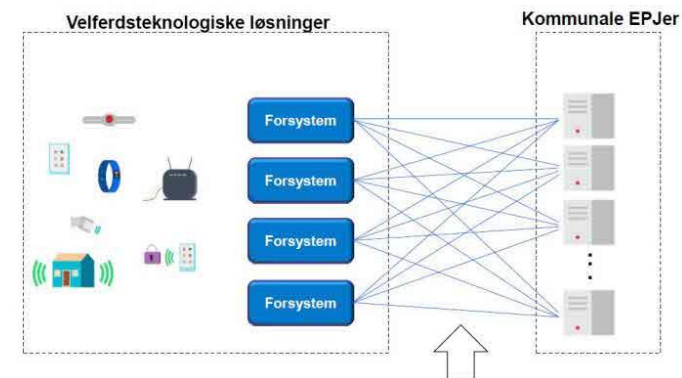 Velferdsteknologiske løsninger
Kommunale EPJer
Forsystem
Forsystem
Forsystem
Forsystem